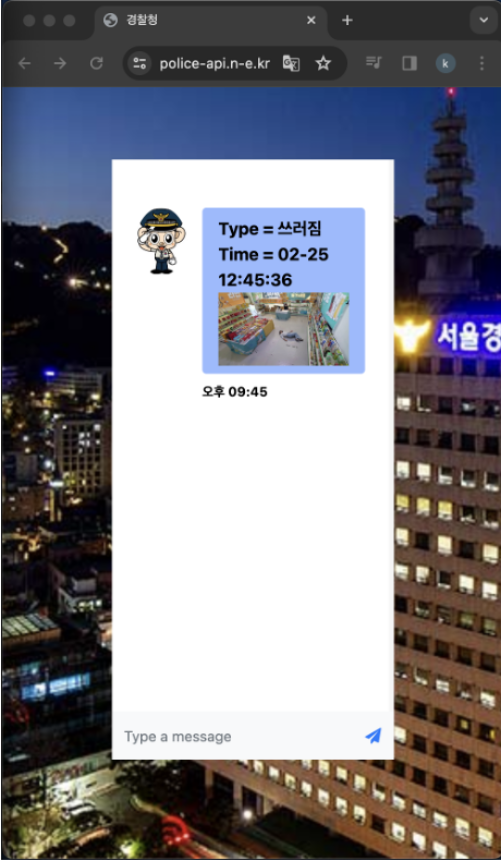 경찰청
police-api.n-e.kr
k
Type = 쓰러짐
Time = 02-25
12:45:36
서울경
오후 09:45
Type a message